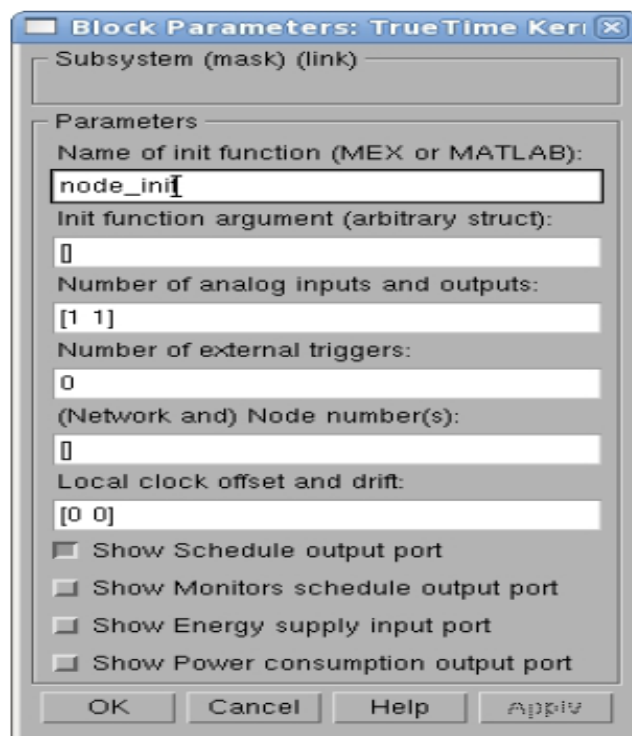 Block Parameters: TrueTime Ker
Subsystem (mask) (link)
Parameters
Name of init function (MEX or MATLAB):
node_init
Init function argument (arbitrary struct):
[]
Number of analog inputs and outputs:
[1 1]
Number of external triggers:
0
(Network and) Node number(s):
[]
Local clock offset and drift:
[0 0]
Show Schedule output port
Show Monitors schedule output port
Show Energy supply input port
Show Power consumption output port
OK Cancel Help Apply